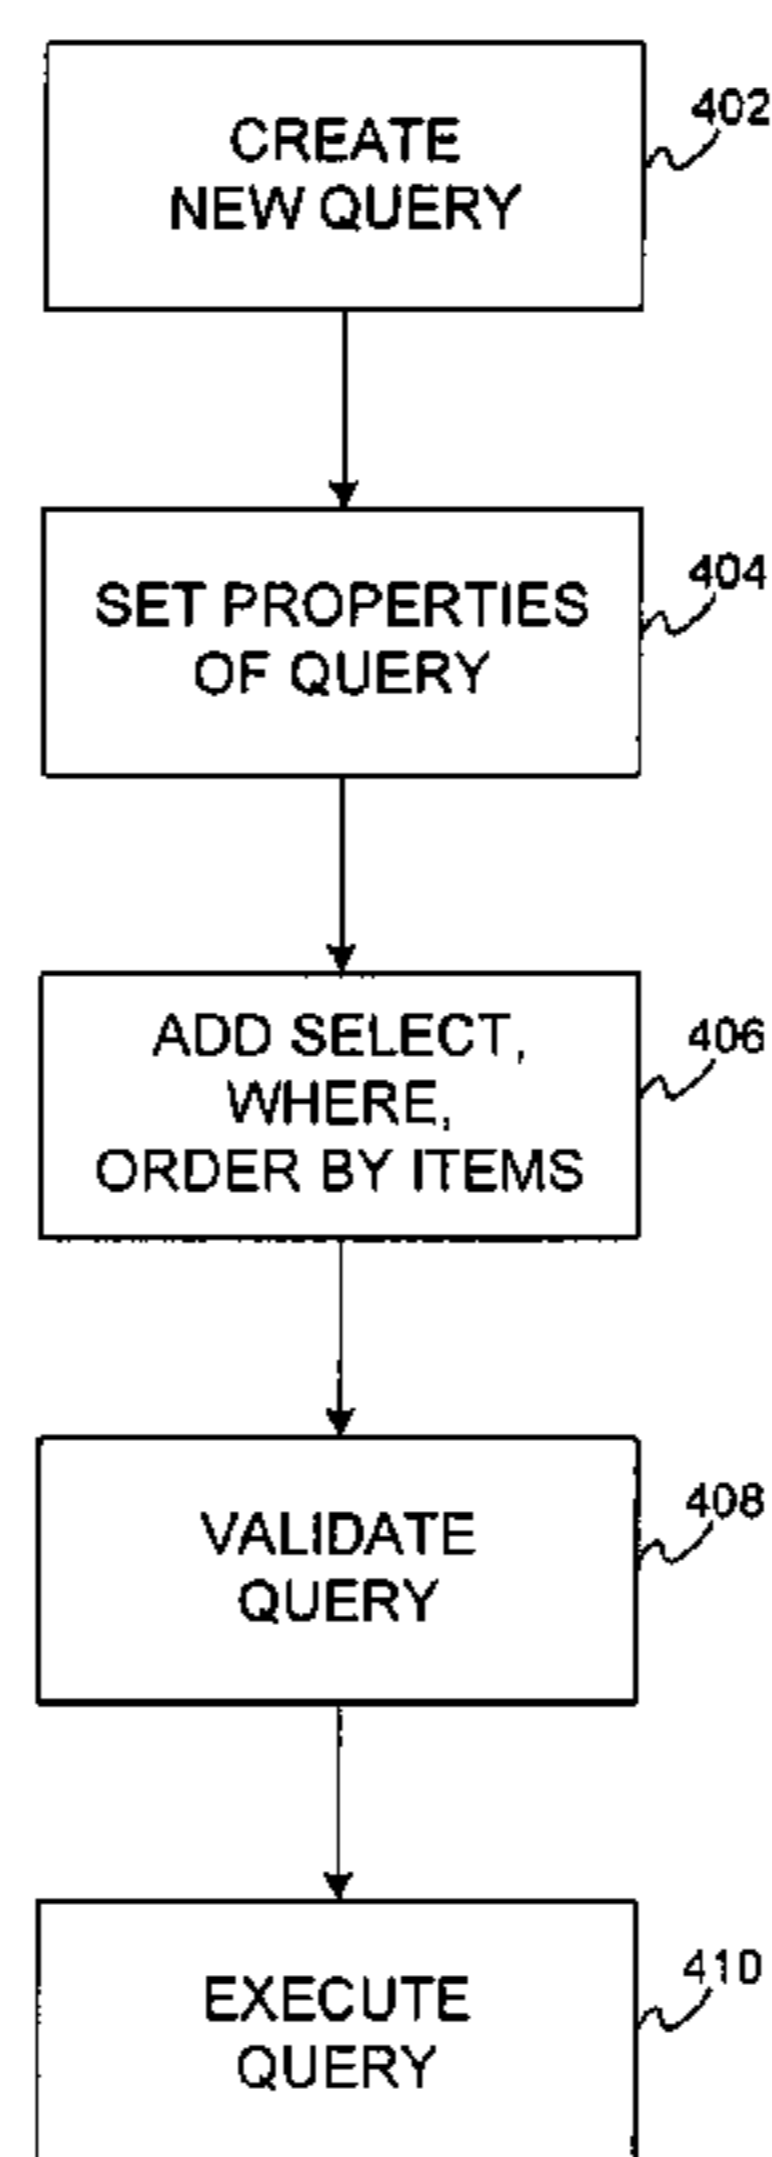 CREATE
NEW QUERY
402
SET PROPERTIES
OF QUERY
404
ADD SELECT,
WHERE,
ORDER BY ITEMS
406
VALIDATE
QUERY
408
EXECUTE
QUERY
410